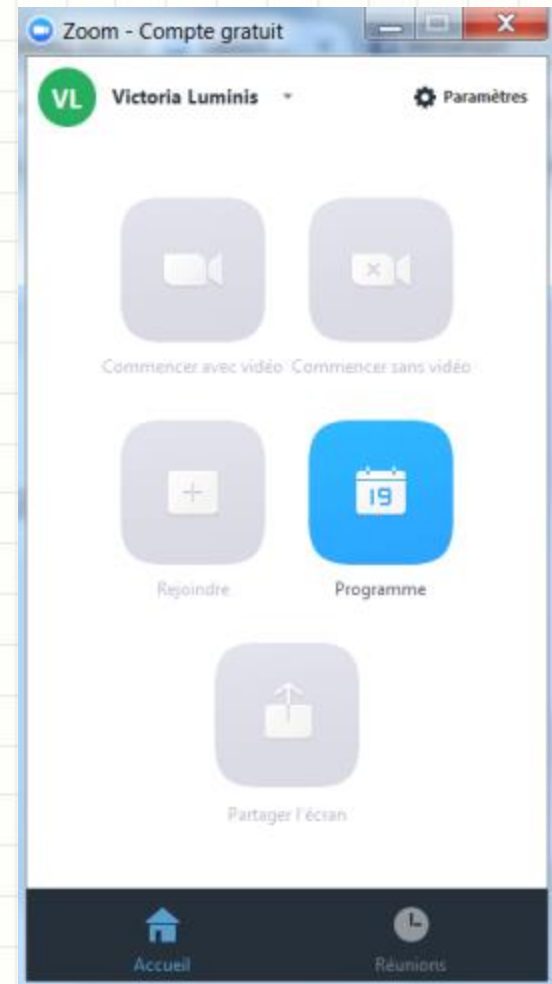 Zoom - Compte gratuit
VL Victoria Luminis Paramètres
Commencer avec vidéo Commencer sans vidéo
19
Rejoindre Programme
Partager l'écran
Accueil Réunions